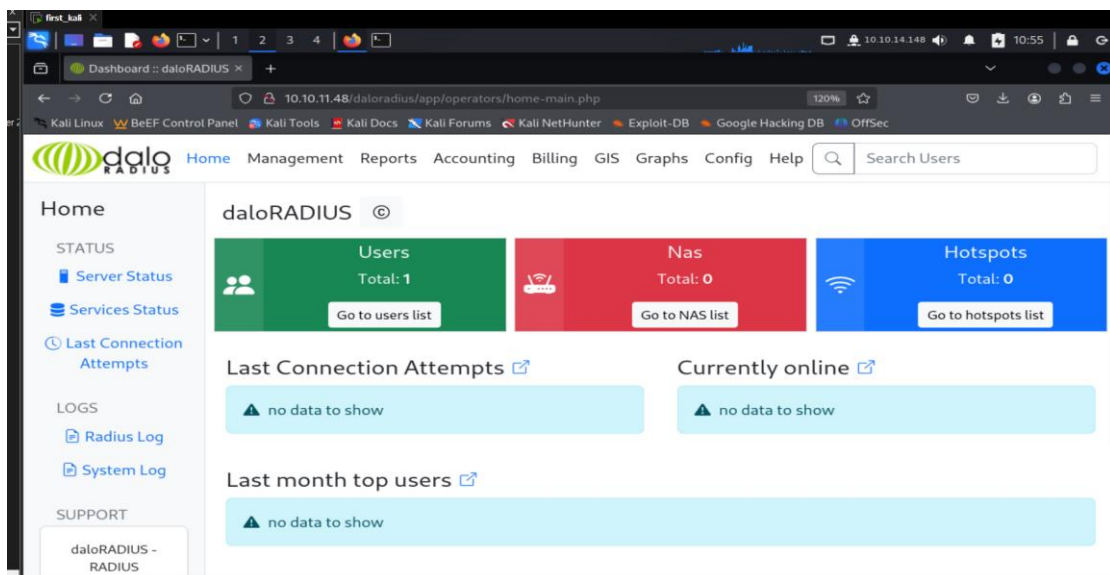 first_kali
1 2 3 4
10.10.14.148
10:55
Dashboard :: daloRADIUS
10.10.11.48/daloradius/app/operators/home-main.php
120%
Kali Linux BeEF Control Panel Kali Tools Kali Docs Kali Forums Kali NetHunter Exploit-DB Google Hacking DB OffSec
dalo
RADIUS
Home Management Reports Accounting Billing GIS Graphs Config Help Search Users
Home
STATUS
Server Status
Services Status
Last Connection
Attempts
LOGS
Radius Log
System Log
SUPPORT
daloRADIUS -
RADIUS
daloRADIUS ©
Users
Total: 1
Go to users list
Nas
Total: 0
Go to NAS list
Hotspots
Total: 0
Go to hotspots list
Last Connection Attempts
no data to show
Currently online
no data to show
Last month top users
no data to show